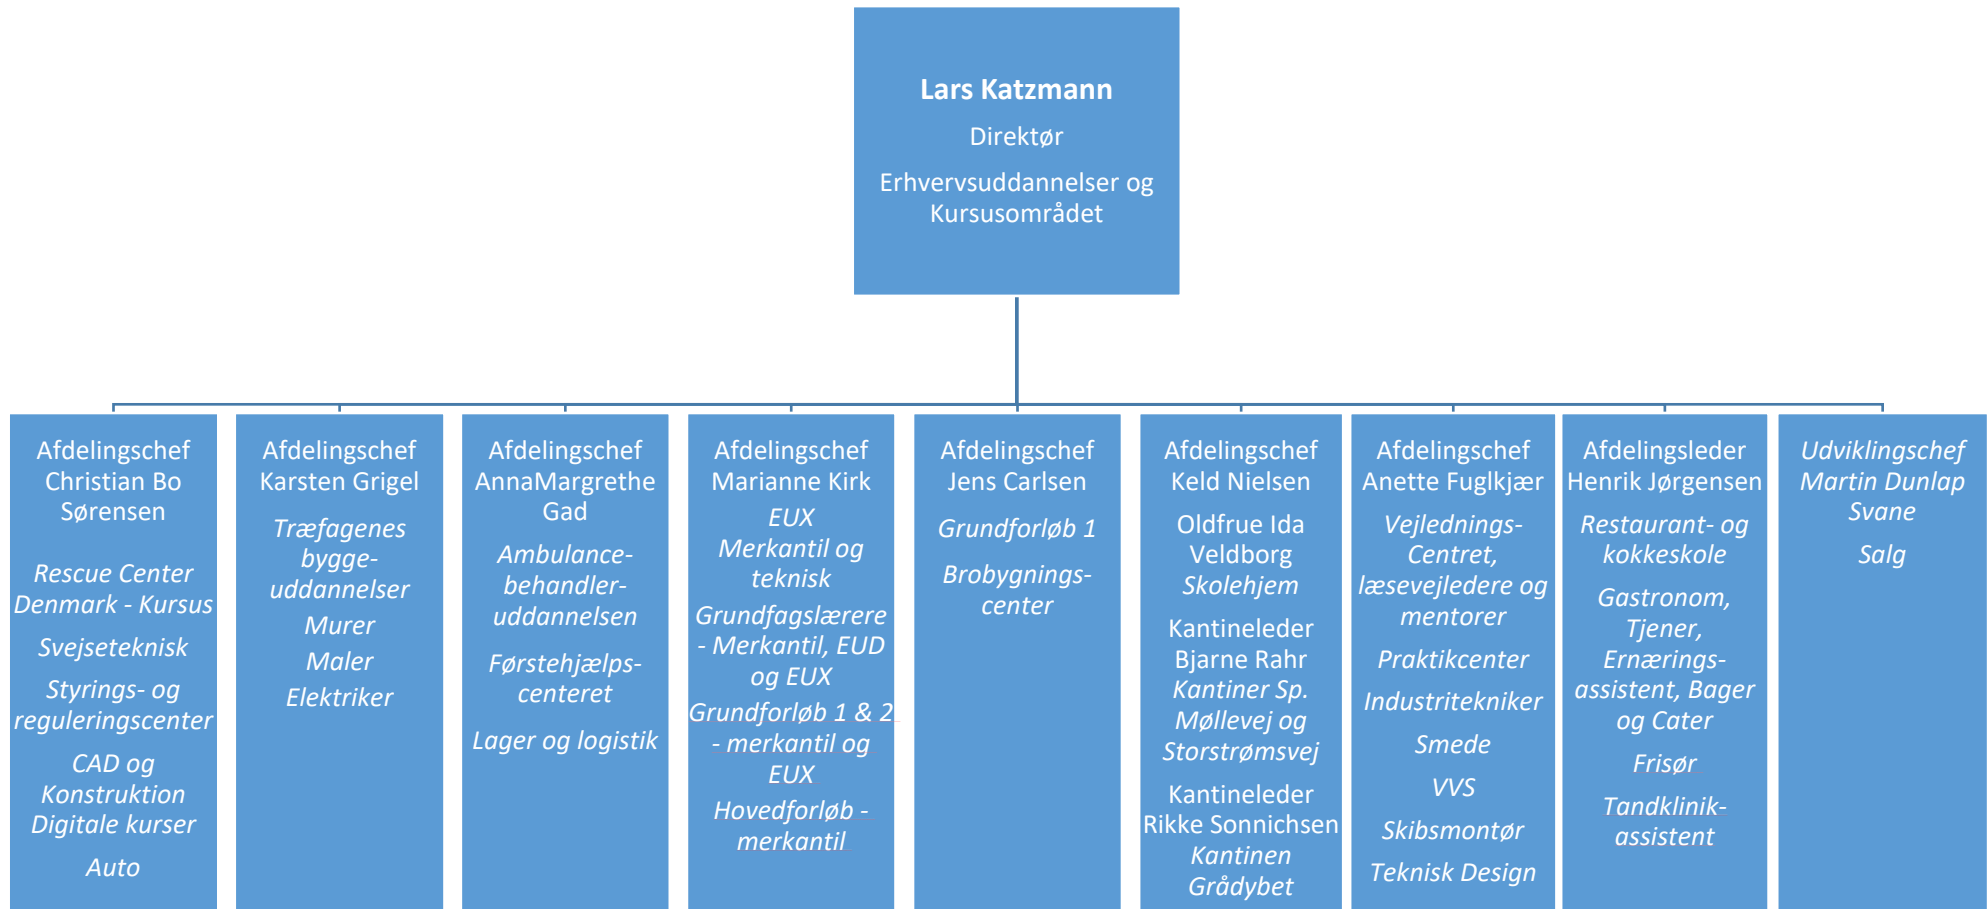 Lars Katzmann
Direktør
Erhvervsuddannelser og
Kursusområdet
Afdelingschef
Christian Bo
Sørensen
Rescue Center
Denmark - Kursus
Svejseteknisk
Styrings- og
reguleringscenter
CAD og
Konstruktion
Digitale kurser
Auto
Afdelingschef
Karsten Grigel
Træfagenes
bygge-
uddannelser
Murer
Maler
Elektriker
Afdelingschef
AnnaMargrethe
Gad
Ambulance-
behandler-
uddannelsen
Førstehjælps-
centeret
Lager og logistik
Afdelingschef
Marianne Kirk
EUX
Merkantil og
teknisk
Grundfagslærere
- Merkantil, EUD
og EUX
Grundforløb 1 & 2
- merkantil og
EUX
Hovedforløb -
merkantil
Afdelingschef
Jens Carlsen
Grundforløb 1
Brobygnings-
center
Afdelingschef
Keld Nielsen
Oldfrue Ida
Veldborg
Skolehjem
Kantineleder
Bjarne Rahr
Kantiner Sp.
Møllevej og
Storstrømsvej
Kantineleder
Rikke Sonnichsen
Kantinen
Grådybet
Afdelingschef
Anette Fuglkjær
Vejlednings-
Centret,
læsevejledere og
mentorer
Praktikcenter
Industritekniker
Smede
VVS
Skibsmontør
Teknisk Design
Afdelingsleder
Henrik Jørgensen
Restaurant- og
kokkeskole
Gastronom,
Tjener,
Ernærings-
assistent, Bager
og Cater
Frisør
Tandklinik-
assistent
Udviklingschef
Martin Dunlap
Svane
Salg